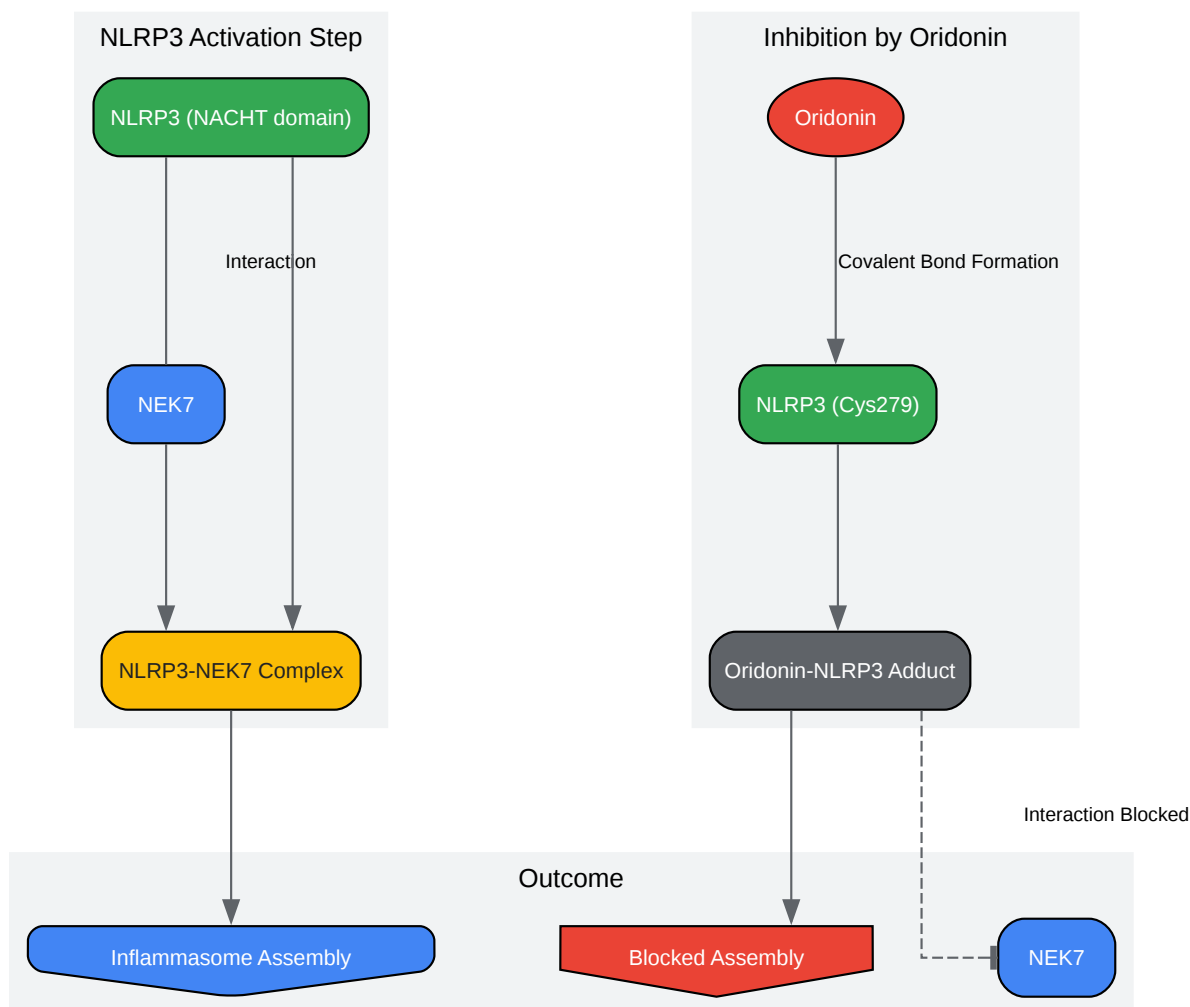 NLRP3 Activation Step
NLRP3 (NACHT domain)
Interaction
NEK7
NLRP3-NEK7 Complex
Inhibition by Oridonin
Oridonin
Covalent Bond Formation
NLRP3 (Cys279)
Oridonin-NLRP3 Adduct
Interaction Blocked
Outcome
Inflammasome Assembly
Blocked Assembly
NEK7